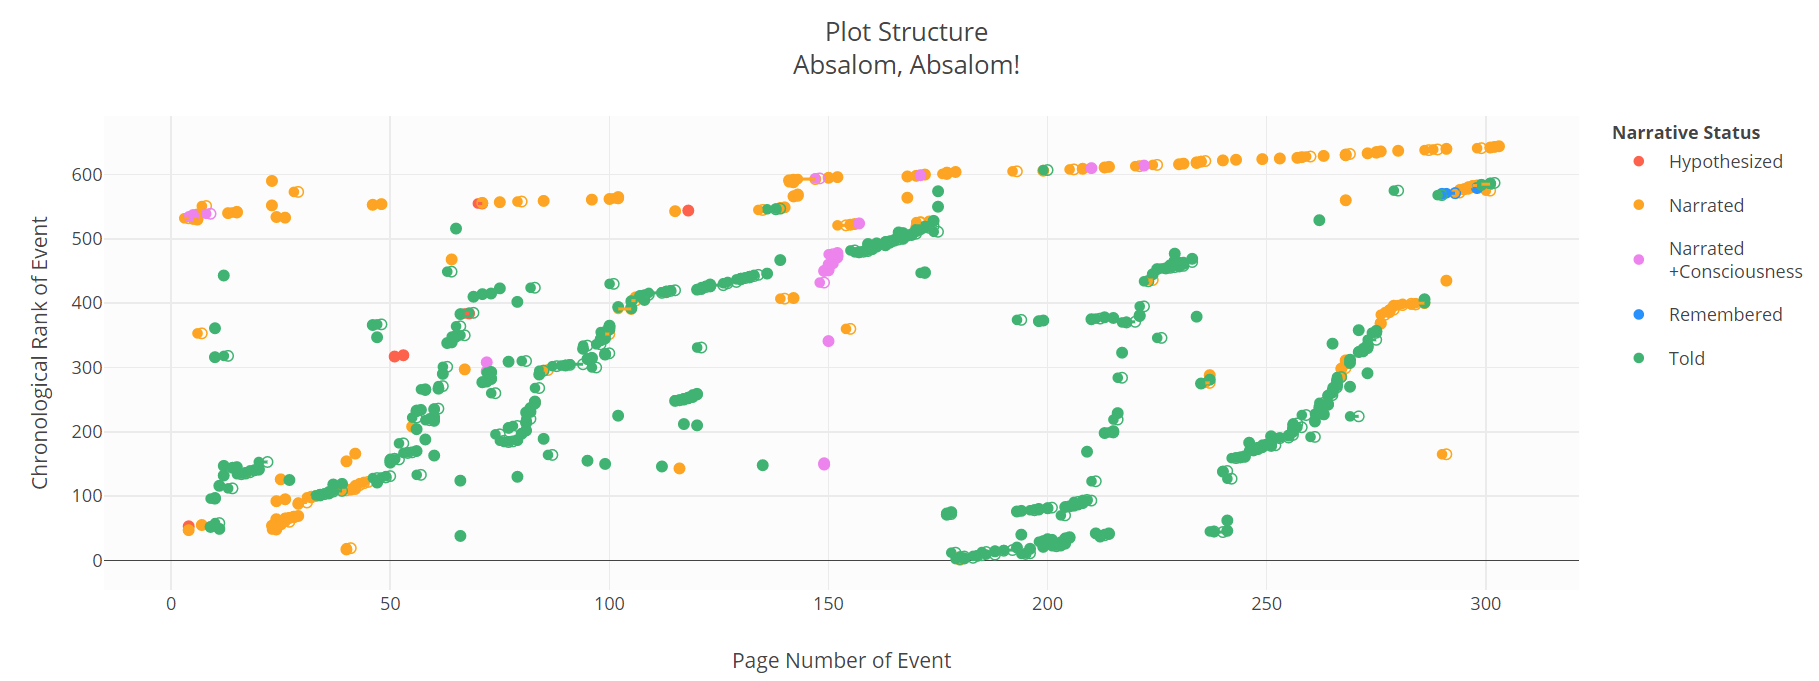 Plot Structure
Absalom, Absalom!
Narrative Status
Hypothesized
Narrated
Narrated
+Consciousness
Remembered
Told
Chronological Rank of Event
600
500
400
300
200
100
0
0 50 100 150 200 250 300
Page Number of Event